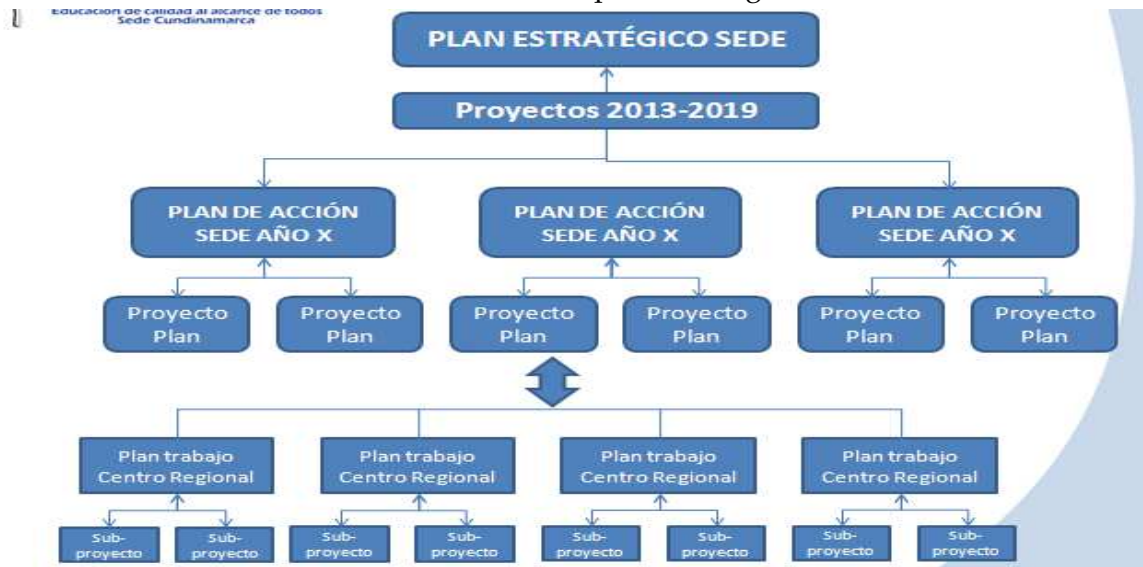 Educación de calidad al alcance de todos
Sede Cundinamarca
PLAN ESTRATÉGICO SEDE
Proyectos 2013-2019
PLAN DE ACCIÓN
SEDE AÑO X
PLAN DE ACCIÓN
SEDE AÑO X
PLAN DE ACCIÓN
SEDE AÑO X
Proyecto
Plan
Proyecto
Plan
Proyecto
Plan
Proyecto
Plan
Proyecto
Plan
Proyecto
Plan
Plan trabajo
Centro Regional
Plan trabajo
Centro Regional
Plan trabajo
Centro Regional
Plan trabajo
Centro Regional
Sub-
proyecto
Sub-
proyecto
Sub-
proyecto
Sub-
proyecto
Sub-
proyecto
Sub-
proyecto
Sub-
proyecto
Sub-
proyecto